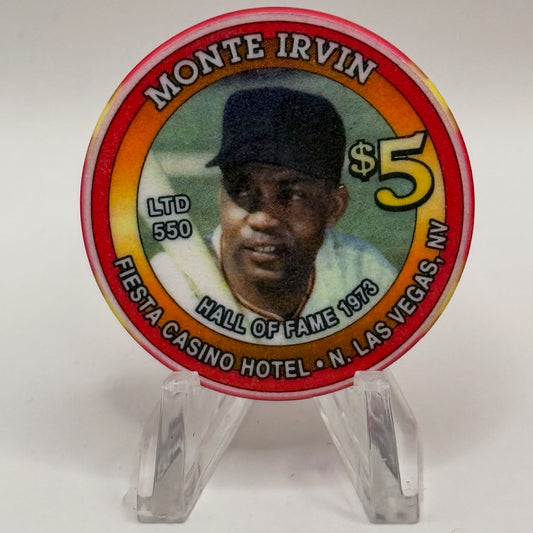 MONTE IRVIN
$5
LTD
550
HALL OF FAME 1973
FIESTA CASINO HOTEL • N. LAS VEGAS, NV